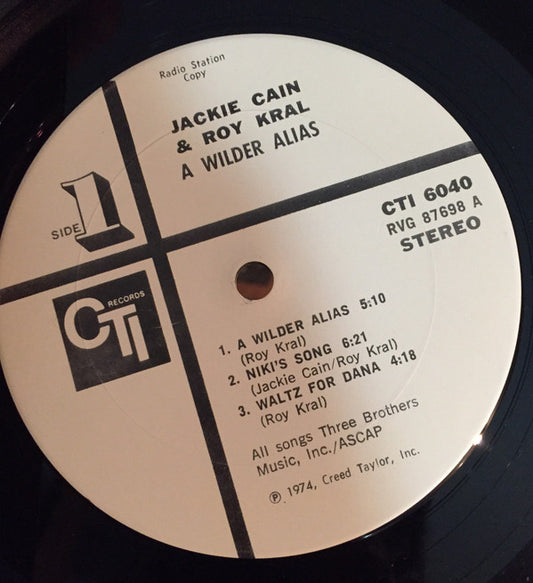 Radio Station
Copy
JACKIE CAIN
& ROY KRAL
A WILDER ALIAS
SIDE 1
CTI 6040
RVG 87698 A
STEREO
CTI RECORDS
1. A WILDER ALIAS 5:10
(Roy Kral)
2. NIKI'S SONG 6:21
(Jackie Cain/Roy Kral)
3. WALTZ FOR DANA 4:18
(Roy Kral)
All songs Three Brothers
Music, Inc./ASCAP
℗ 1974, Creed Taylor, Inc.